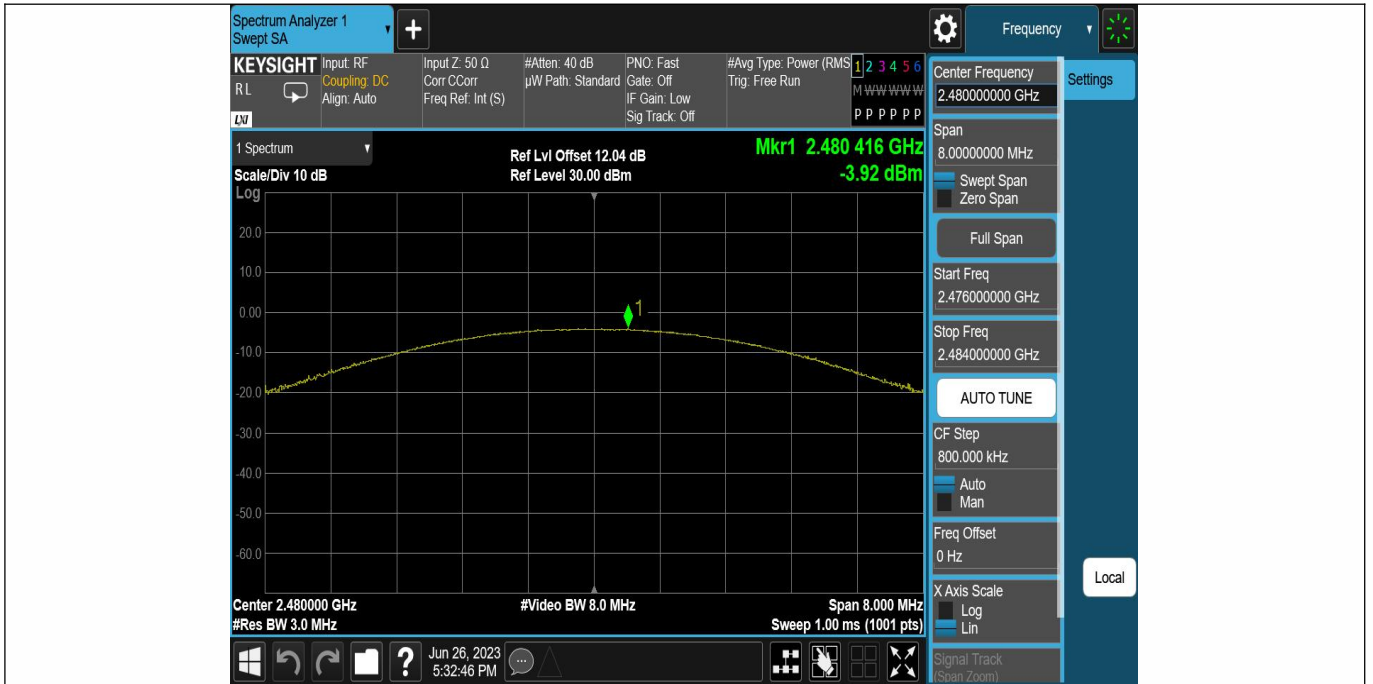 Spectrum Analyzer 1
Swept SA
+
Frequency
KEYSIGHT
RL
LXI
Input: RF
Coupling: DC
Align: Auto
Input Z: 50 Ω
Corr CCorr
Freq Ref: Int (S)
#Atten: 40 dB
µW Path: Standard
PNO: Fast
Gate: Off
IF Gain: Low
Sig Track: Off
#Avg Type: Power (RMS
Trig: Free Run
1 2 3 4 5 6
M W W W W W
P P P P P P
1 Spectrum
Scale/Div 10 dB
Ref Lvl Offset 12.04 dB
Ref Level 30.00 dBm
Mkr1 2.480 416 GHz
-3.92 dBm
Log
20.0
10.0
0.00
-10.0
-20.0
-30.0
-40.0
-50.0
-60.0
1
Center 2.480000 GHz
#Res BW 3.0 MHz
#Video BW 8.0 MHz
Span 8.000 MHz
Sweep 1.00 ms (1001 pts)
?
Jun 26, 2023
5:32:46 PM
Center Frequency
2.480000000 GHz
Span
8.00000000 MHz
Swept Span
Zero Span
Full Span
Start Freq
2.476000000 GHz
Stop Freq
2.484000000 GHz
AUTO TUNE
CF Step
800.000 kHz
Auto
Man
Freq Offset
0 Hz
X Axis Scale
Log
Lin
Signal Track
(Span Zoom)
Settings
Local